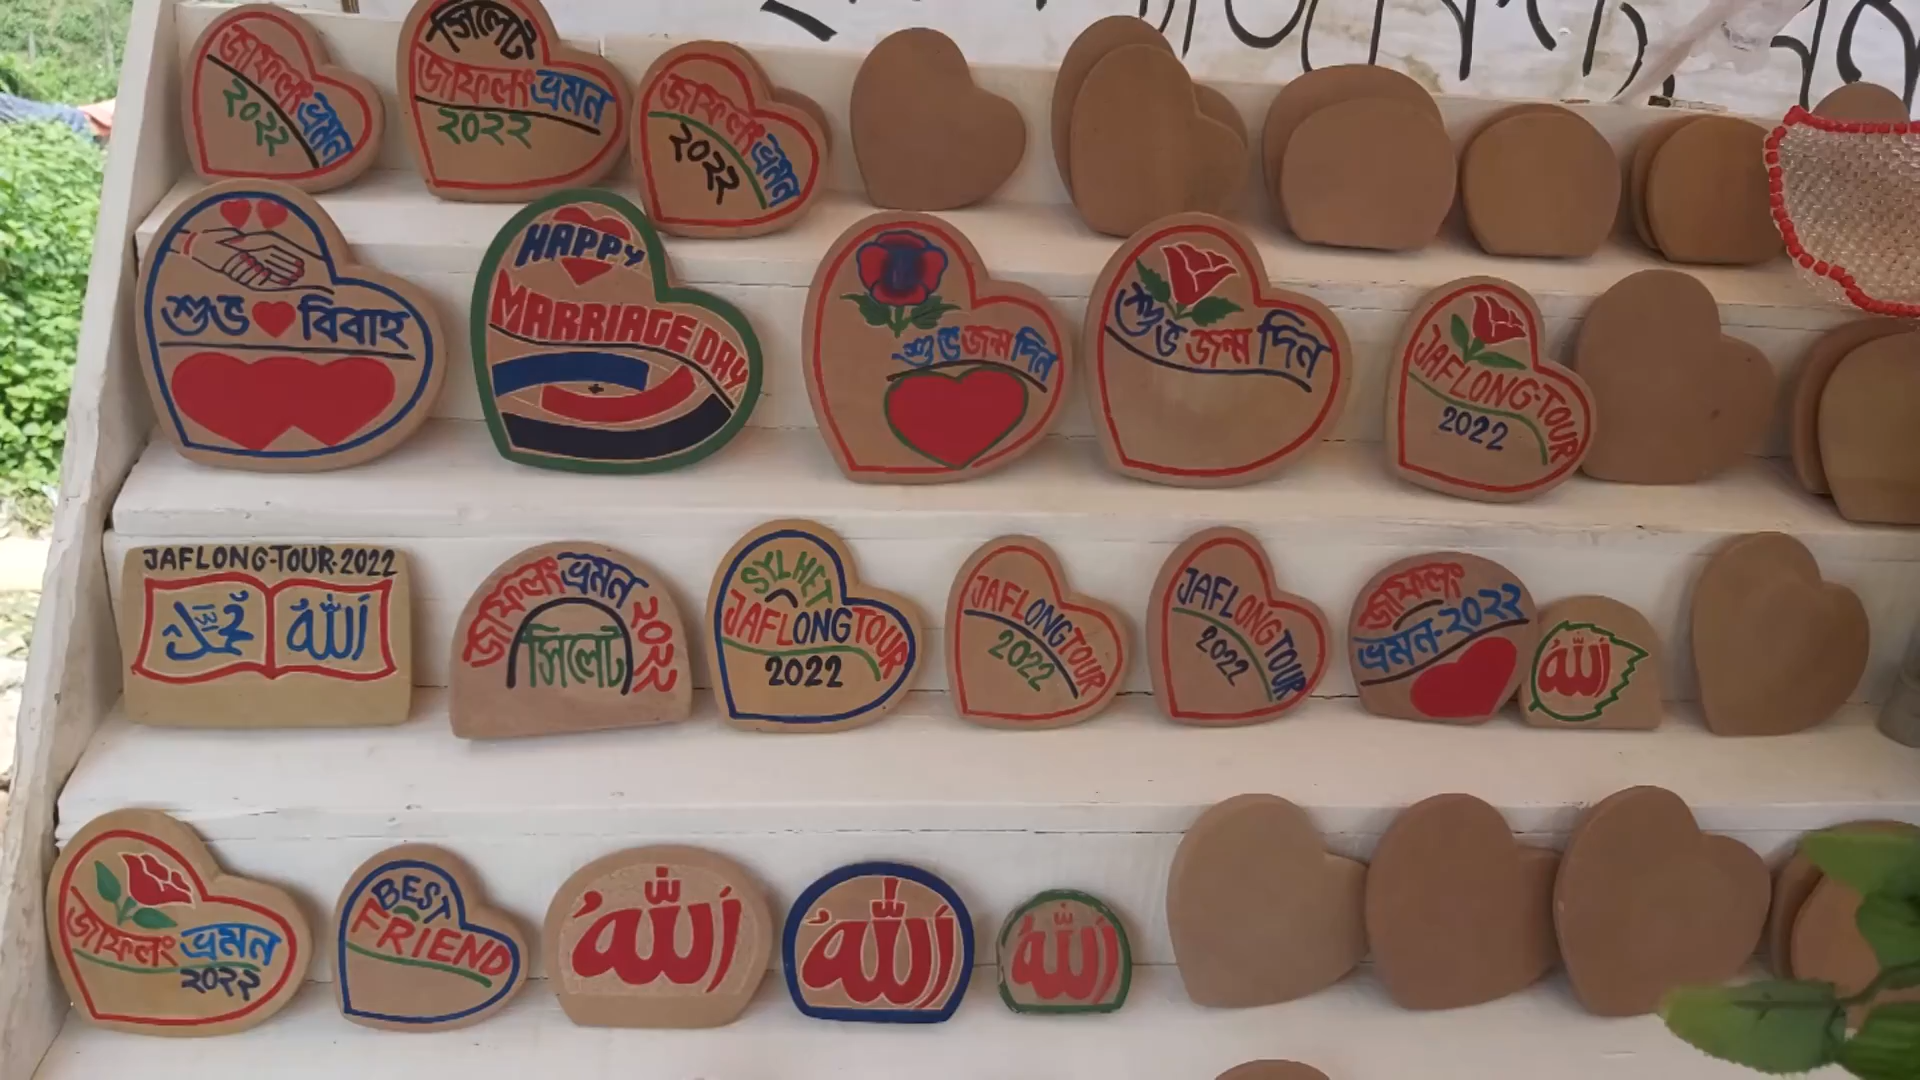 জাফলং ভ্রমন
২০২২
সিলেট
জাফলং ভ্রমন
২০২২
জাফলং ভ্রমন
২০২২
শুভ বিবাহ
HAPPY
MARRIAGE DAY
শুভ জন্ম দিন
শুভ জন্ম দিন
JAFLONG-TOUR
2022
JAFLONG-TOUR-2022
محمد الله
জাফলং ভ্রমন ২০২২
সিলেট
SYLHET
JAFLONG TOUR
2022
JAFLONG TOUR
2022
JAFLONG TOUR
2022
জাফলং
ভ্রমন-২০২২
الله
জাফলং ভ্রমন
২০২২
BEST
FRIEND
الله
الله
الله